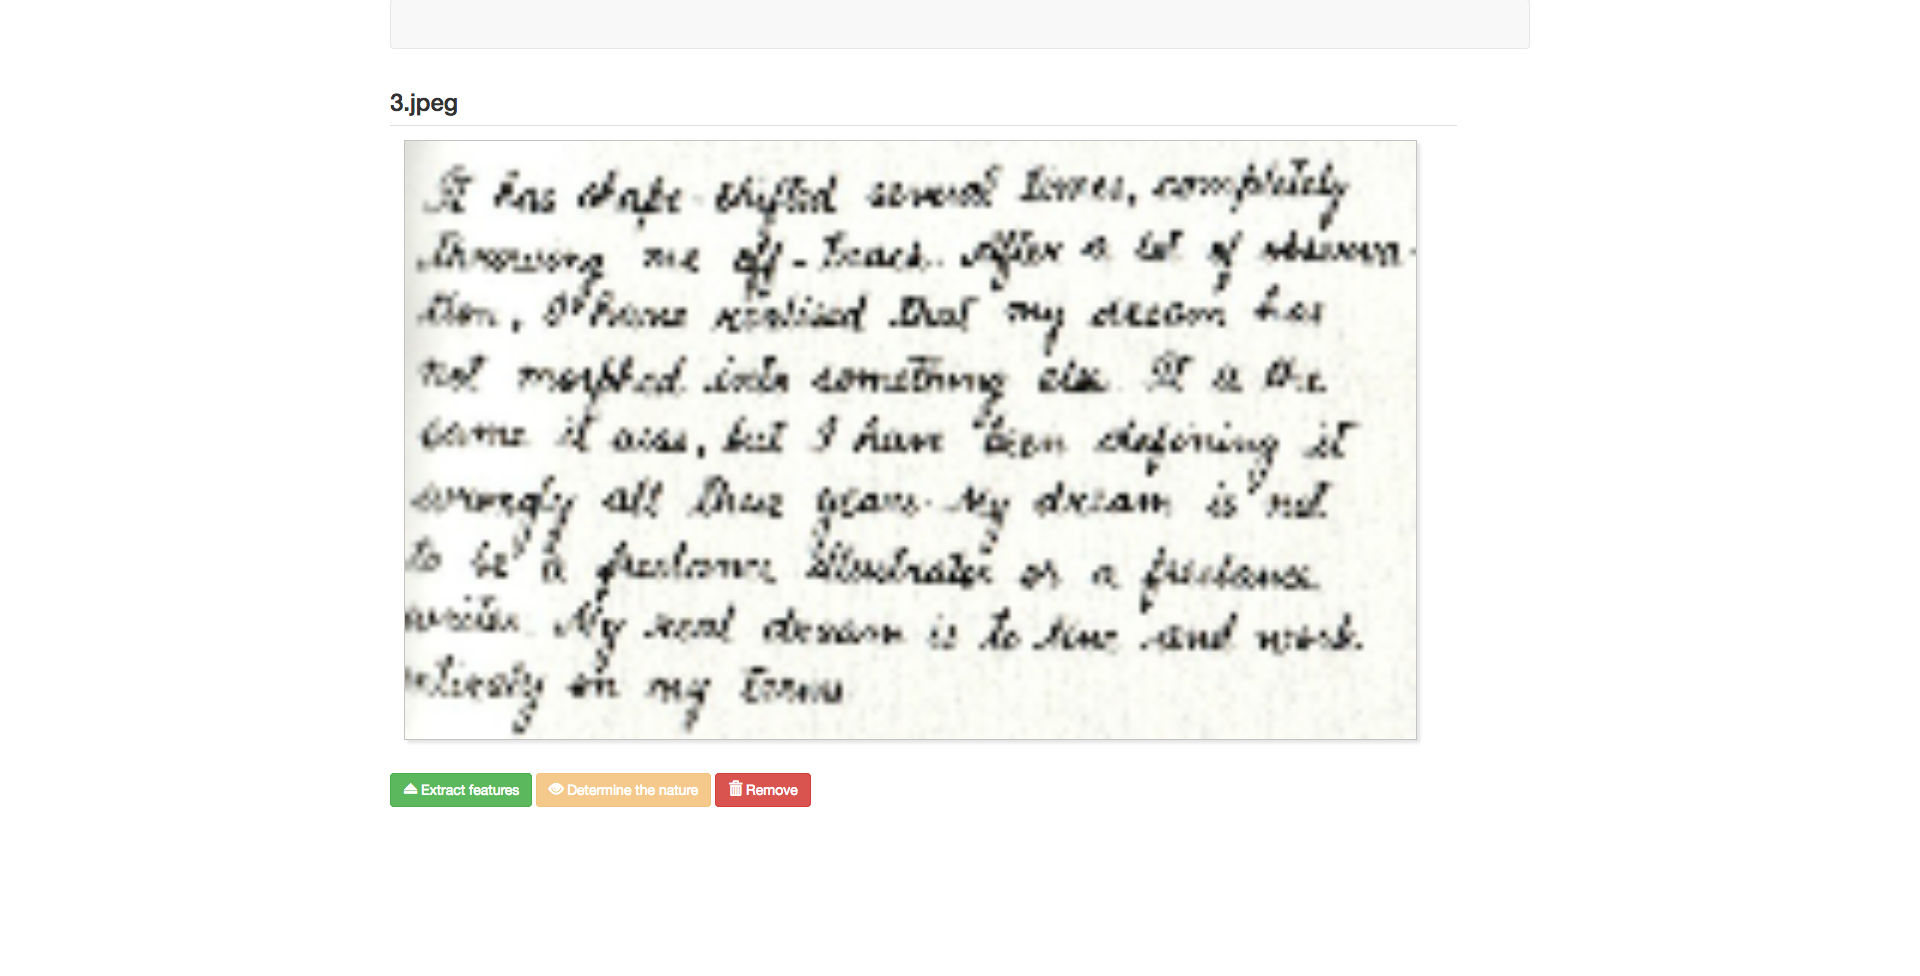 3.jpeg
It has shape-shifted several times, completely
throwing me off-track. After a lot of observa-
tion, I have realised that my dream has
not morphed into something else. It is the
same it was, but I have been defining it
wrongly all these years. My dream is not
to be a freelance illustrator or a freelance
writer. My real dream is to live and work
entirely on my terms
Extract features Determine the nature Remove